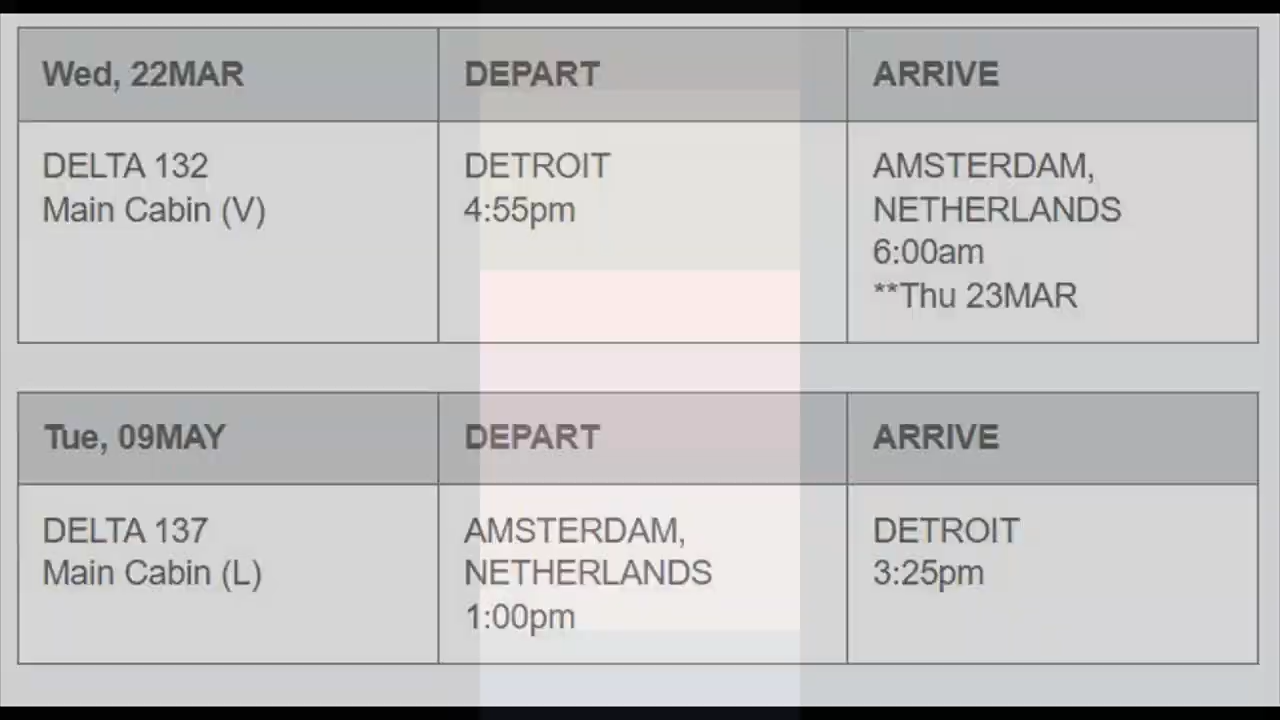 Wed, 22MAR DEPART ARRIVE
DELTA 132 DETROIT AMSTERDAM,
Main Cabin (V) 4:55pm NETHERLANDS
6:00am
**Thu 23MAR
Tue, 09MAY DEPART ARRIVE
DELTA 137 AMSTERDAM, DETROIT
Main Cabin (L) NETHERLANDS 3:25pm
1:00pm